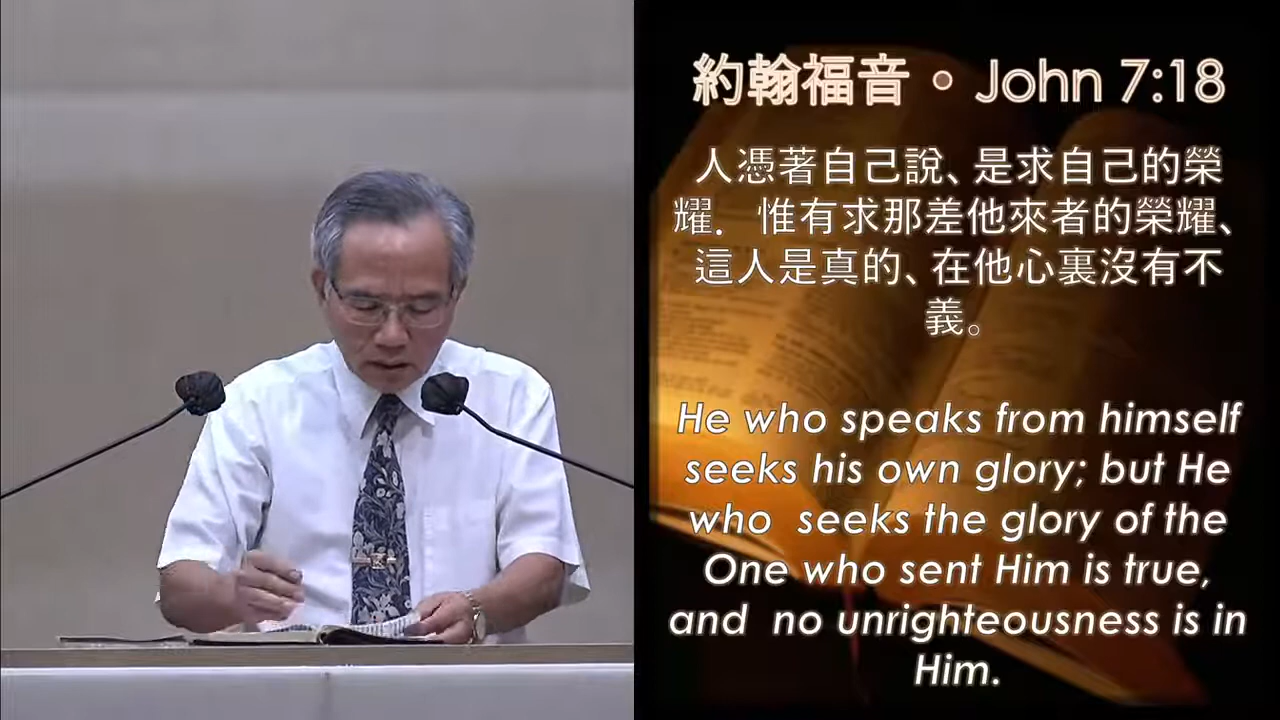 約翰福音。John 7:18
人憑著自己說、是求自己的榮
耀． 惟有求那差他來者的榮耀、
這人是真的、在他心裏沒有不
義。
He who speaks from himself
seeks his own glory; but He
who seeks the glory of the
One who sent Him is true,
and no unrighteousness is in
Him.